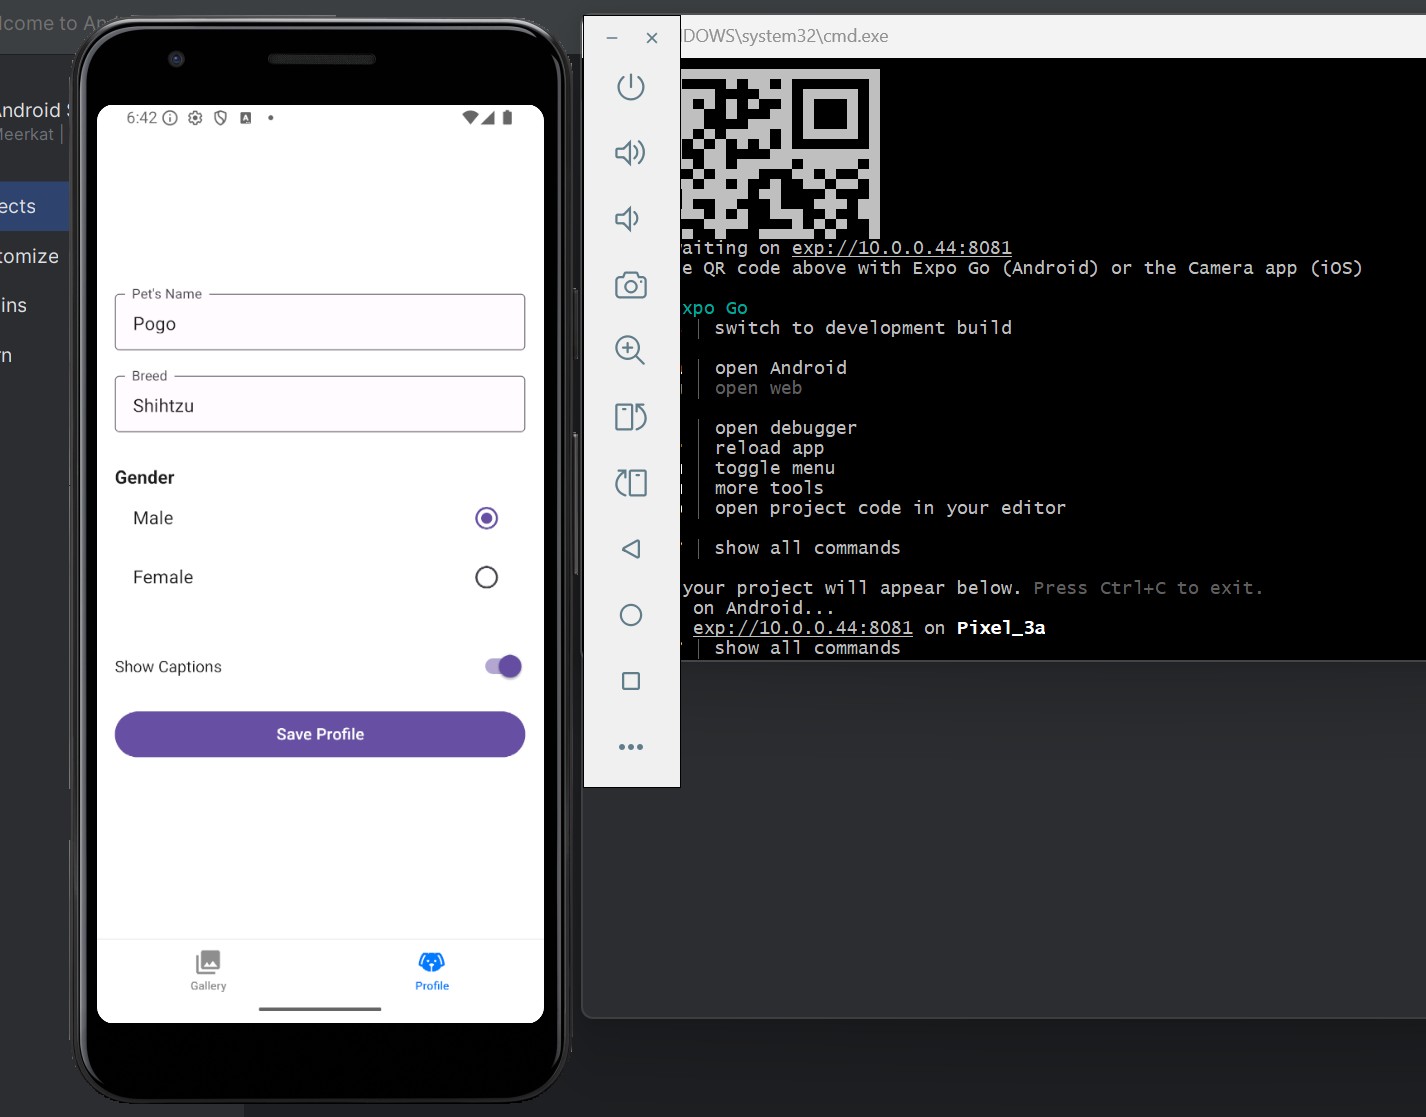 lcome to And
Android S
Meerkat |
ects
tomize
ins
rn
6:42
Pet's Name
Pogo
Breed
Shihtzu
Gender
Male
Female
Show Captions
Save Profile
Gallery
Profile
DOWS\system32\cmd.exe
aiting on exp://10.0.0.44:8081
e QR code above with Expo Go (Android) or the Camera app (iOS)
xpo Go
│ switch to development build
│ open Android
│ open web
│ open debugger
│ reload app
│ toggle menu
│ more tools
│ open project code in your editor
│ show all commands
your project will appear below. Press Ctrl+C to exit.
on Android...
exp://10.0.0.44:8081 on Pixel_3a
│ show all commands